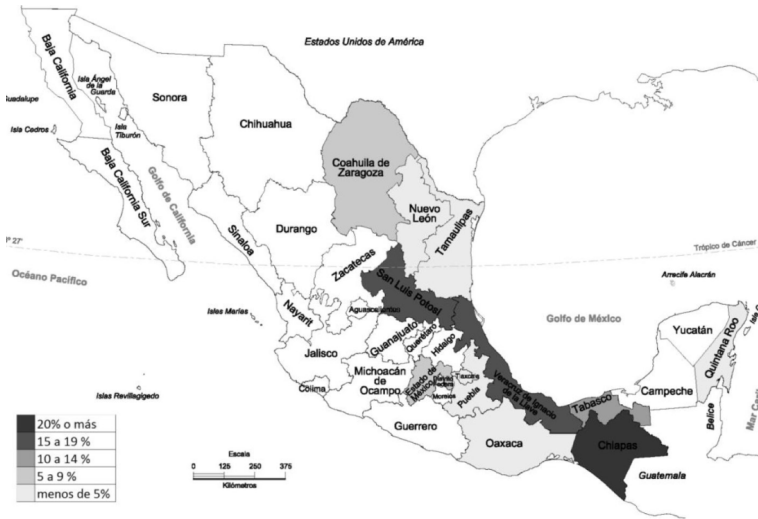 Estados Unidos de América
Baja California
Isla Ángel
de la
Guarda
Sonora
Guadalupe
Isla Cedros
Isla
Tiburón
Chihuahua
Coahuila de
Zaragoza
Golfo de California
Baja California Sur
Nuevo
León
Tamaulipas
Sinaloa
Durango
Trópico de Cáncer
Zacatecas
Océano Pacífico
San Luis Potosí
Arrecife Alacrán
Nayarit
Islas Marías
Aguascalientes
Golfo de México
Guanajuato
Querétaro
Hidalgo
Yucatán
Quintana Roo
Jalisco
Michoacán
de
Ocampo
Colima
Estado de
México
Distrito
Federal
Tlaxcala
Morelos
Puebla
Veracruz de Ignacio
de la Llave
Tabasco
Campeche
Islas Revillagigedo
Belice
Guerrero
Oaxaca
Chiapas
Guatemala
20% o más
15 a 19 %
10 a 14 %
5 a 9 %
menos de 5%
Escala
0 125 250 375
Kilómetros